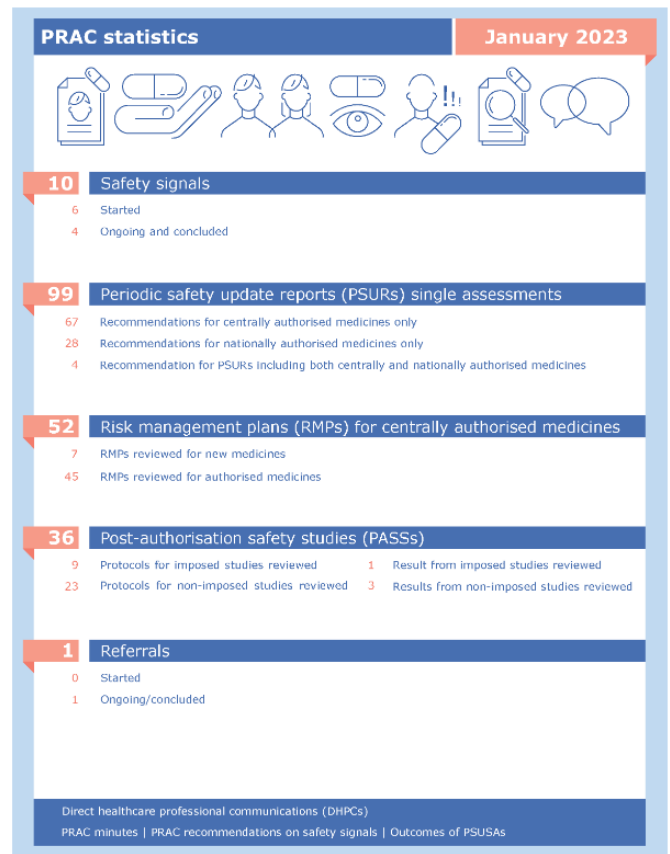 PRAC statistics January 2023
!!!
10 Safety signals
6 Started
4 Ongoing and concluded
99 Periodic safety update reports (PSURs) single assessments
67 Recommendations for centrally authorised medicines only
28 Recommendations for nationally authorised medicines only
4 Recommendation for PSURs including both centrally and nationally authorised medicines
52 Risk management plans (RMPs) for centrally authorised medicines
7 RMPs reviewed for new medicines
45 RMPs reviewed for authorised medicines
36 Post-authorisation safety studies (PASSs)
9 Protocols for imposed studies reviewed 1 Result from imposed studies reviewed
23 Protocols for non-imposed studies reviewed 3 Results from non-imposed studies reviewed
1 Referrals
0 Started
1 Ongoing/concluded
Direct healthcare professional communications (DHPCs)
PRAC minutes | PRAC recommendations on safety signals | Outcomes of PSUSAs